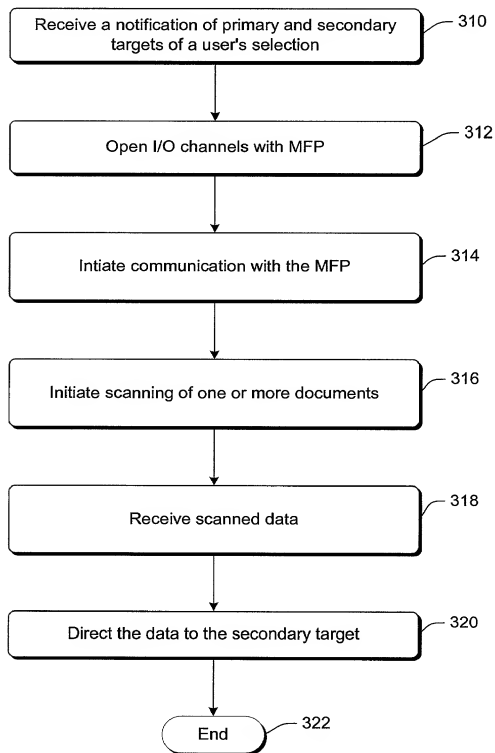 Receive a notification of primary and secondary
targets of a user's selection
310
Open I/O channels with MFP
312
Intiate communication with the MFP
314
Initiate scanning of one or more documents
316
Receive scanned data
318
Direct the data to the secondary target
320
End
322